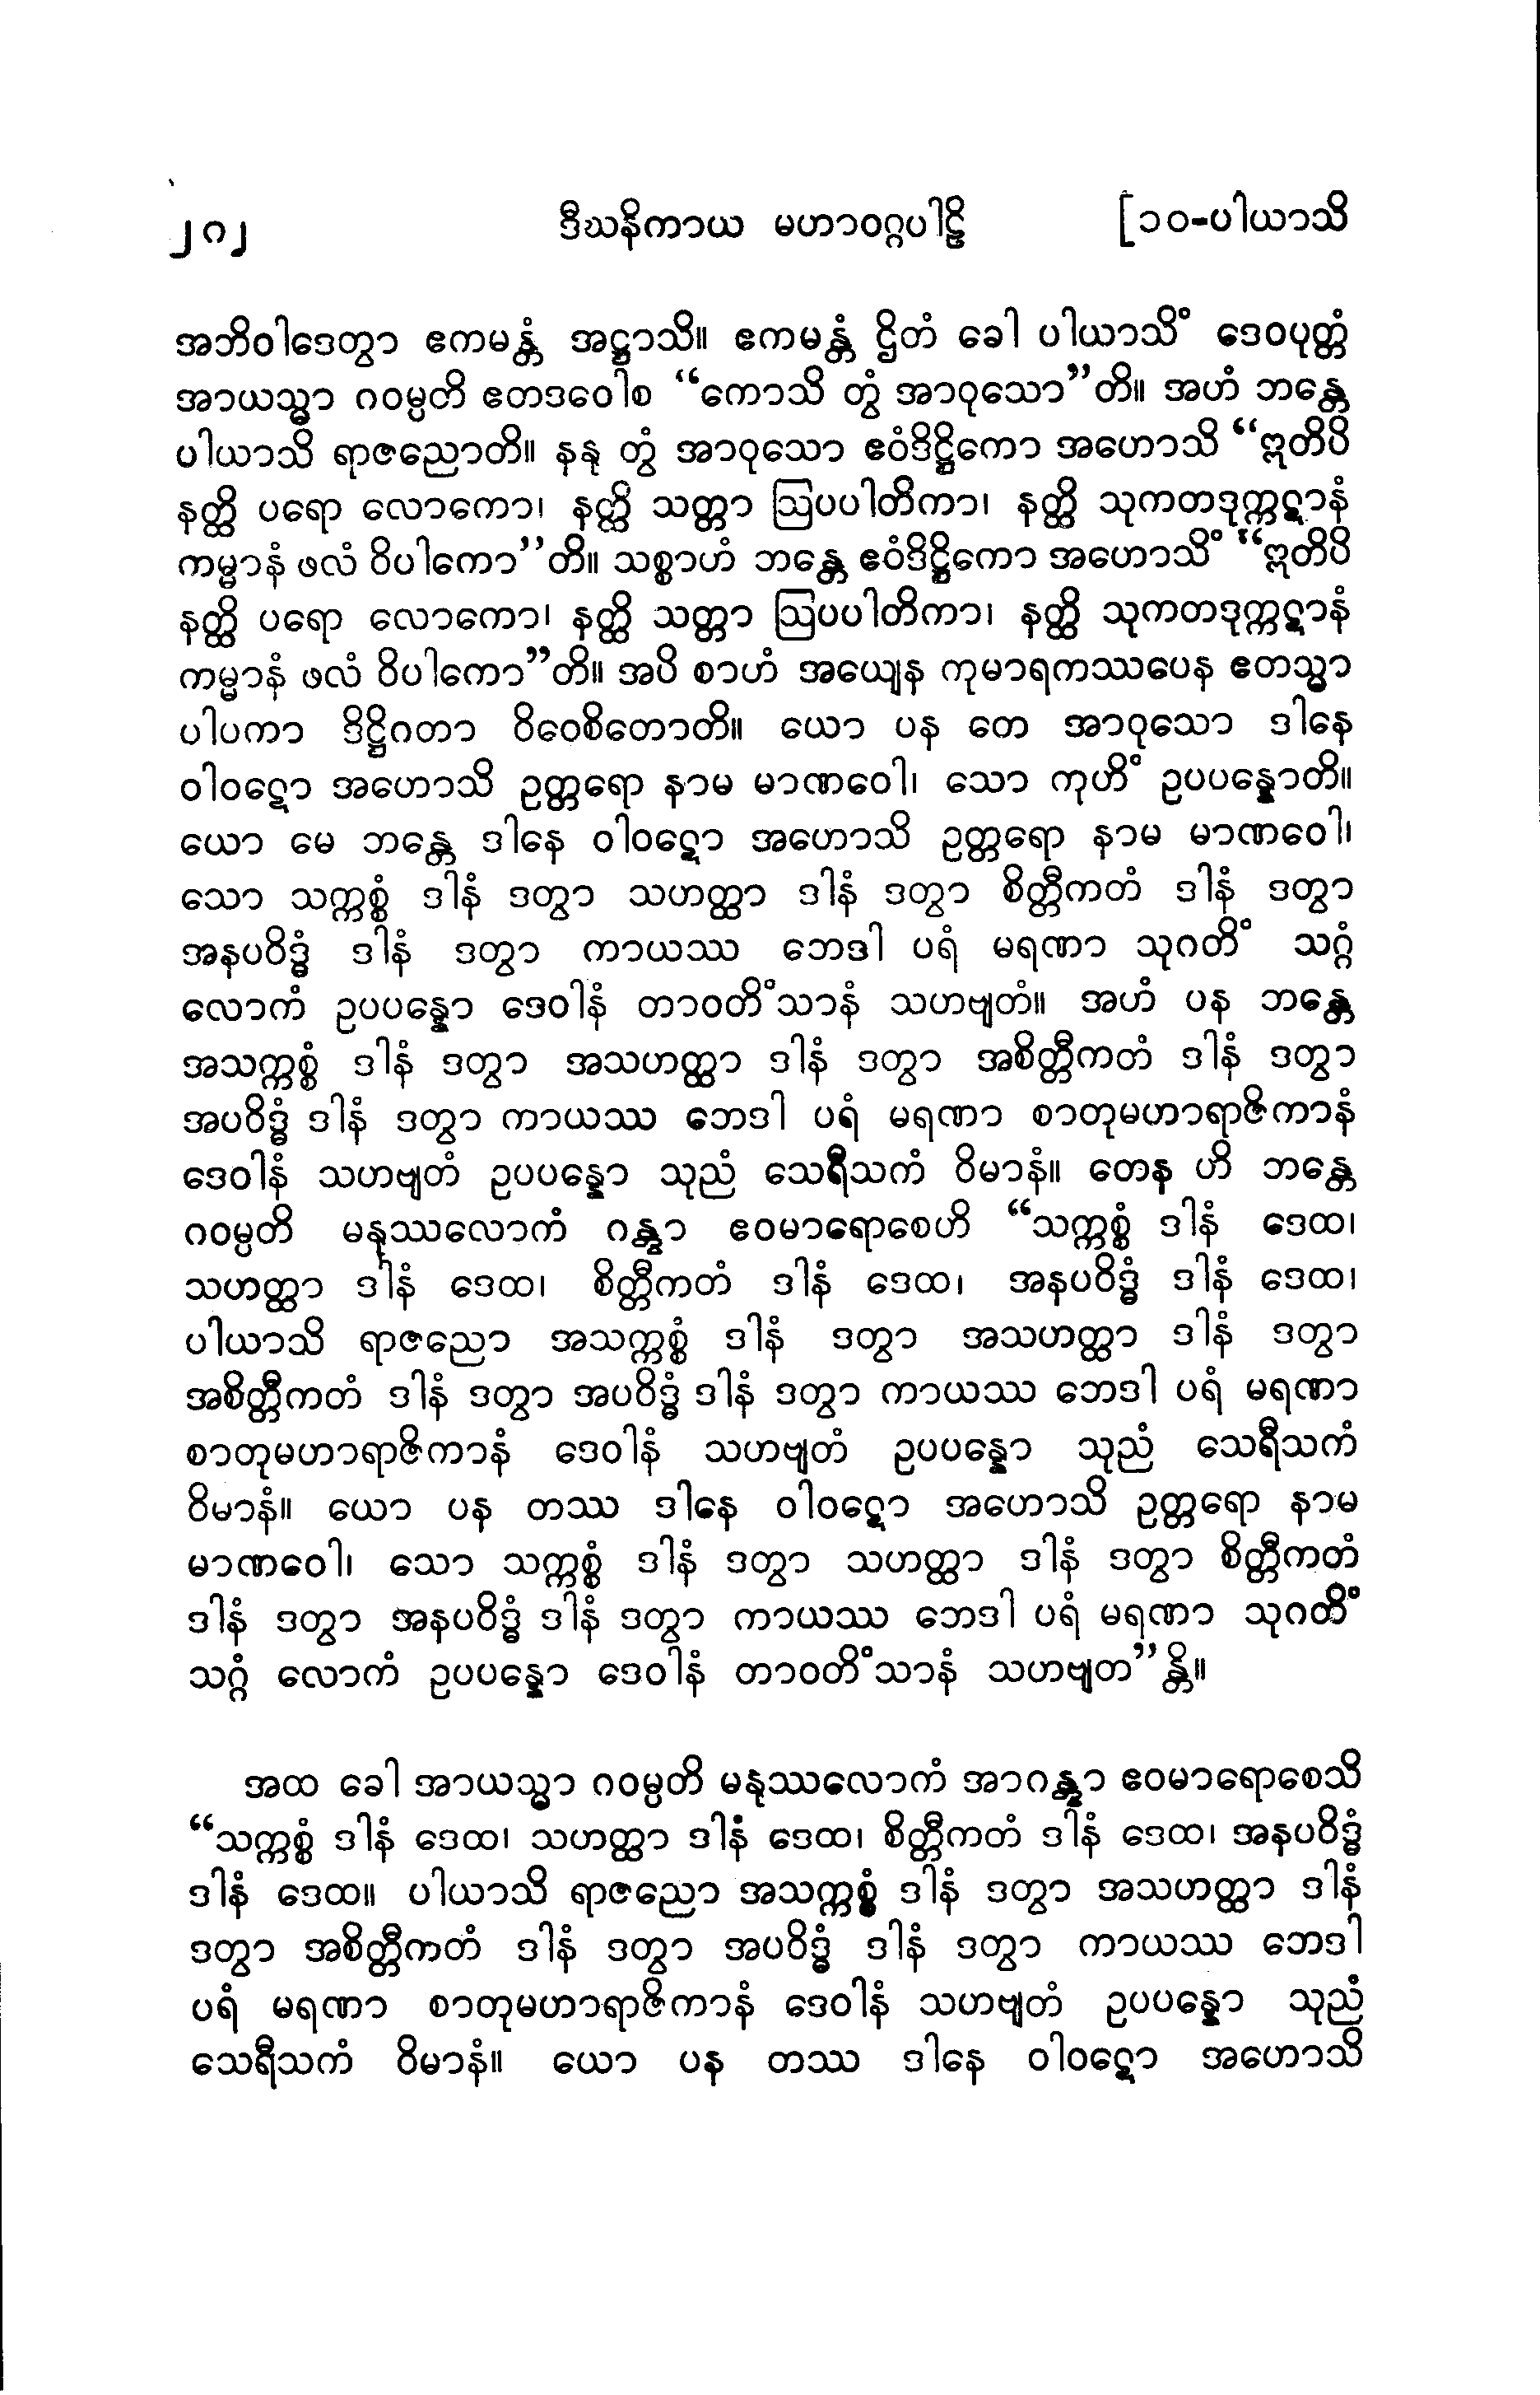 ၂၈၂ ဒီဃနိကာယ မဟာဝဂ္ဂပါဠိ [၁၀-ပါယာသိ
အဘိဝါဒေတွာ ဧကမန္တံ အဋ္ဌာသိ။ ဧကမန္တံ ဌိတံ ခေါ ပါယာသိံ ဒေဝပုတ္တံ
အာယသ္မာ ဂဝမ္ပတိ ဧတဒဝေါစ “ကောသိ တွံ အာဝုသော”တိ။ အဟံ ဘန္တေ
ပါယာသိ ရာဇညောတိ။ နနု တွံ အာဝုသော ဧဝံဒိဋ္ဌိကော အဟောသိ “ဣတိပိ
နတ္ထိ ပရော လောကော၊ နတ္ထိ သတ္တာ ဩပပါတိကာ၊ နတ္ထိ သုကတဒုက္ကဋာနံ
ကမ္မာနံ ဖလံ ဝိပါကော”တိ။ သစ္စာဟံ ဘန္တေ ဧဝံဒိဋ္ဌိကော အဟောသိံ “ဣတိပိ
နတ္ထိ ပရော လောကော၊ နတ္ထိ သတ္တာ ဩပပါတိကာ၊ နတ္ထိ သုကတဒုက္ကဋာနံ
ကမ္မာနံ ဖလံ ဝိပါကော”တိ။ အပိ စာဟံ အယျေန ကုမာရကဿပေန ဧတသ္မာ
ပါပကာ ဒိဋ္ဌိဂတာ ဝိဝေစိတောတိ။ ယော ပန တေ အာဝုသော ဒါနေ
ဝါဝဋော အဟောသိ ဥတ္တရော နာမ မာဏဝေါ၊ သော ကုဟိံ ဥပပန္နောတိ။
ယော မေ ဘန္တေ ဒါနေ ဝါဝဋော အဟောသိ ဥတ္တရော နာမ မာဏဝေါ၊
သော သက္ကစ္စံ ဒါနံ ဒတွာ သဟတ္ထာ ဒါနံ ဒတွာ စိတ္တီကတံ ဒါနံ ဒတွာ
အနပဝိဒ္ဓံ ဒါနံ ဒတွာ ကာယဿ ဘေဒါ ပရံ မရဏာ သုဂတိံ သဂ္ဂံ
လောကံ ဥပပန္နော ဒေဝါနံ တာဝတိံသာနံ သဟဗျတံ။ အဟံ ပန ဘန္တေ
အသက္ကစ္စံ ဒါနံ ဒတွာ အသဟတ္ထာ ဒါနံ ဒတွာ အစိတ္တီကတံ ဒါနံ ဒတွာ
အပဝိဒ္ဓံ ဒါနံ ဒတွာ ကာယဿ ဘေဒါ ပရံ မရဏာ စာတုမဟာရာဇိကာနံ
ဒေဝါနံ သဟဗျတံ ဥပပန္နော သုညံ သေရီသကံ ဝိမာနံ။ တေန ဟိ ဘန္တေ
ဂဝမ္ပတိ မနုဿလောကံ ဂန္တွာ ဧဝမာရောစေဟိ “သက္ကစ္စံ ဒါနံ ဒေထ၊
သဟတ္ထာ ဒါနံ ဒေထ၊ စိတ္တီကတံ ဒါနံ ဒေထ၊ အနပဝိဒ္ဓံ ဒါနံ ဒေထ၊
ပါယာသိ ရာဇညော အသက္ကစ္စံ ဒါနံ ဒတွာ အသဟတ္ထာ ဒါနံ ဒတွာ
အစိတ္တီကတံ ဒါနံ ဒတွာ အပဝိဒ္ဓံ ဒါနံ ဒတွာ ကာယဿ ဘေဒါ ပရံ မရဏာ
စာတုမဟာရာဇိကာနံ ဒေဝါနံ သဟဗျတံ ဥပပန္နော သုညံ သေရီသကံ
ဝိမာနံ။ ယော ပန တဿ ဒါနေ ဝါဝဋော အဟောသိ ဥတ္တရော နာမ
မာဏဝေါ၊ သော သက္ကစ္စံ ဒါနံ ဒတွာ သဟတ္ထာ ဒါနံ ဒတွာ စိတ္တီကတံ
ဒါနံ ဒတွာ အနပဝိဒ္ဓံ ဒါနံ ဒတွာ ကာယဿ ဘေဒါ ပရံ မရဏာ သုဂတိံ
သဂ္ဂံ လောကံ ဥပပန္နော ဒေဝါနံ တာဝတိံသာနံ သဟဗျတ”န္တိ။
အထ ခေါ အာယသ္မာ ဂဝမ္ပတိ မနုဿလောကံ အာဂန္တွာ ဧဝမာရောစေသိ
“သက္ကစ္စံ ဒါနံ ဒေထ၊ သဟတ္ထာ ဒါနံ ဒေထ၊ စိတ္တီကတံ ဒါနံ ဒေထ၊ အနပဝိဒ္ဓံ
ဒါနံ ဒေထ။ ပါယာသိ ရာဇညော အသက္ကစ္စံ ဒါနံ ဒတွာ အသဟတ္ထာ ဒါနံ
ဒတွာ အစိတ္တီကတံ ဒါနံ ဒတွာ အပဝိဒ္ဓံ ဒါနံ ဒတွာ ကာယဿ ဘေဒါ
ပရံ မရဏာ စာတုမဟာရာဇိကာနံ ဒေဝါနံ သဟဗျတံ ဥပပန္နော သုညံ
သေရီသကံ ဝိမာနံ။ ယော ပန တဿ ဒါနေ ဝါဝဋော အဟောသိ